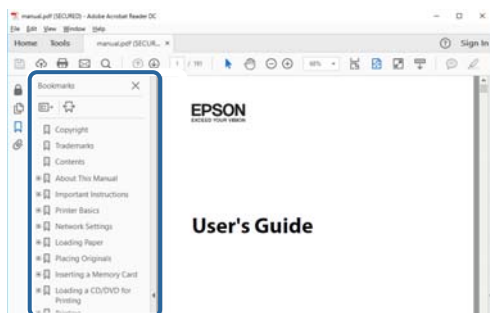 manual.pdf (SECURED) - Adobe Acrobat Reader DC
File Edit View Window Help
Home Tools manual.pdf (SECUR... × Sign In
1 / 191
Bookmarks
Copyright
Trademarks
Contents
About This Manual
Important Instructions
Printer Basics
Network Settings
Loading Paper
Placing Originals
Inserting a Memory Card
Loading a CD/DVD for
Printing
EPSON
EXCEED YOUR VISION
User's Guide